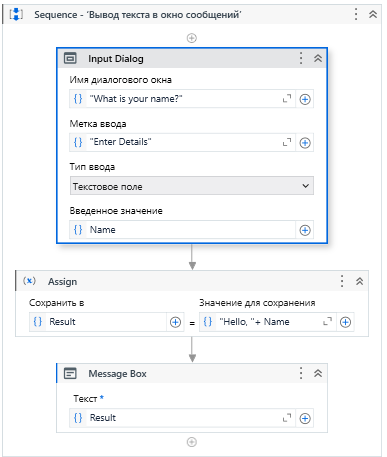 Sequence - 'Вывод текста в окно сообщений'
Input Dialog
Имя диалогового окна
{} "What is your name?"
Метка ввода
{} "Enter Details"
Тип ввода
Текстовое поле
Введенное значение
{} Name
(x) Assign
Сохранить в Значение для сохранения
{} Result = {} "Hello, "+ Name
Message Box
Текст *
{} Result